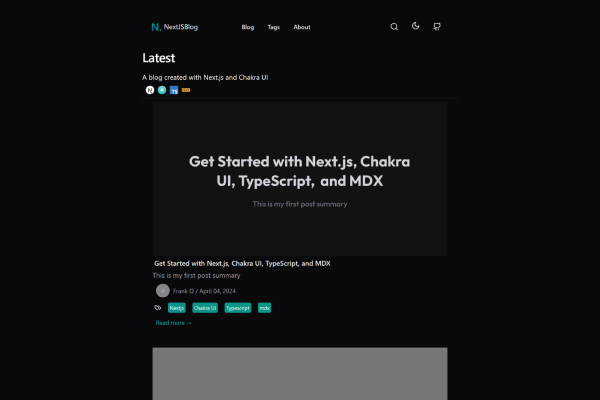 N. NextJSBlog Blog Tags About
Latest
A blog created with Next.js and Chakra UI
N TS
Get Started with Next.js, Chakra
UI, TypeScript, and MDX
This is my first post summary
Get Started with Next.js, Chakra UI, TypeScript, and MDX
This is my first post summary
Frank O / April 04, 2024
Nextjs Chakra UI Typescript mdx
Read more →